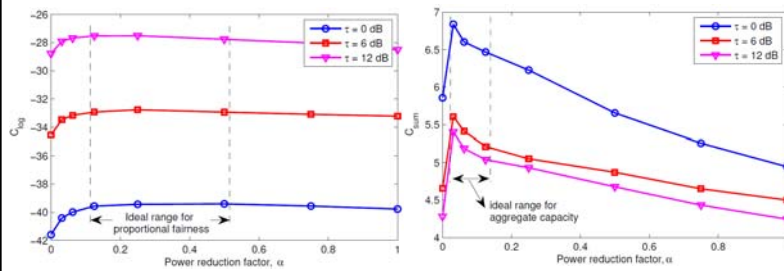 -26
-28
-30
-32
-34
-36
-38
-40
-42
C_log
0
0.2
0.4
0.6
0.8
1
Power reduction factor, α
τ = 0 dB
τ = 6 dB
τ = 12 dB
Ideal range for
proportional fairness
7
6.5
6
5.5
5
4.5
4
C_sum
0
0.2
0.4
0.6
0.8
1
Power reduction factor, α
τ = 0 dB
τ = 6 dB
τ = 12 dB
ideal range for
aggregate capacity